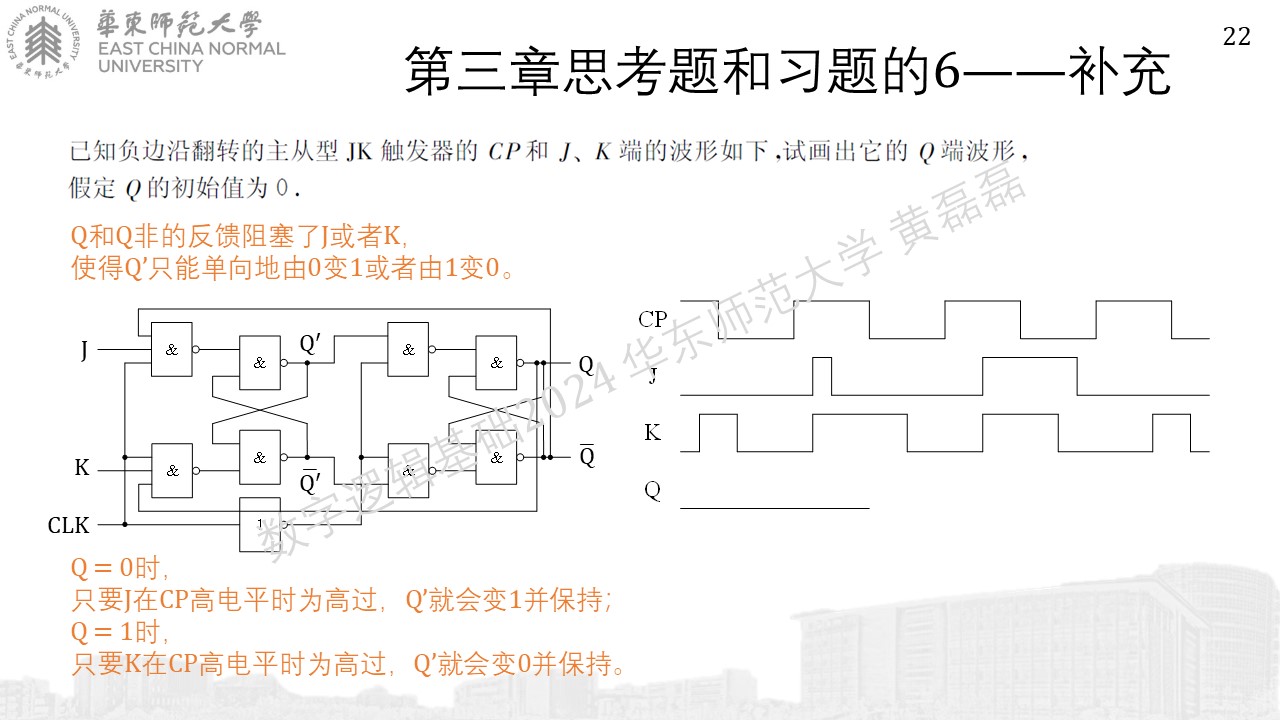 華東師范大學
EAST CHINA NORMAL
UNIVERSITY
EAST CHINA NORMAL UNIVERSITY
華東師范大學
22
第三章思考题和习题的6——补充
已知负边沿翻转的主从型 JK 触发器的 CP 和 J、K 端的波形如下,试画出它的 Q 端波形,
假定 Q 的初始值为 0.
Q和Q非的反馈阻塞了J或者K,
使得Q′只能单向地由0变1或者由1变0。
J
&
&
Q′
&
&
Q
K
&
&
Q̅′
&
&
Q̅
CLK
1
CP
J
K
Q
数字逻辑基础2024 华东师范大学 黄磊磊
Q = 0时,
只要J在CP高电平时为高过,Q′就会变1并保持;
Q = 1时,
只要K在CP高电平时为高过,Q′就会变0并保持。